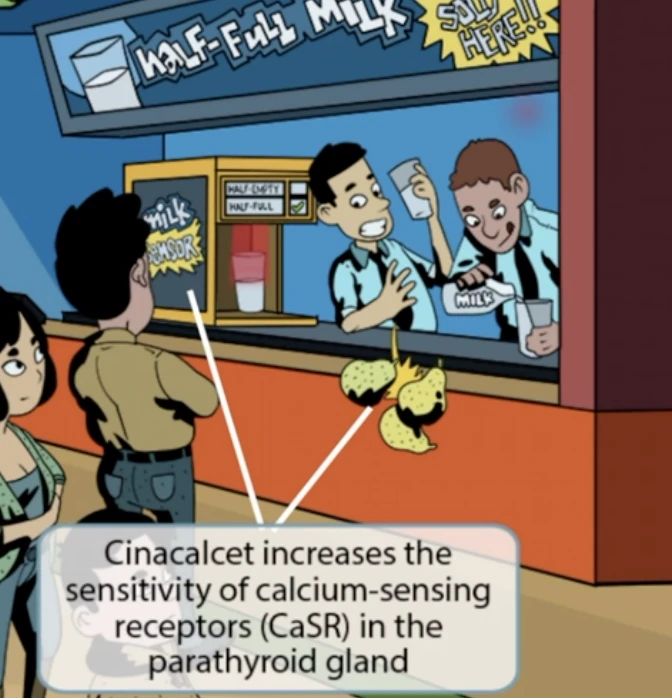 HALF-FULL MILK
SOLD
HERE!!
HALF-EMPTY
HALF-FULL
MILK
SENSOR
MILK
Cinacalcet increases the
sensitivity of calcium-sensing
receptors (CaSR) in the
parathyroid gland